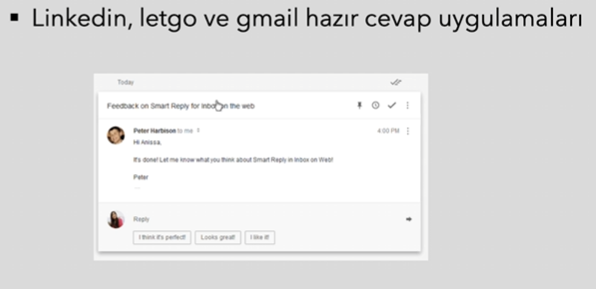 ▪ Linkedin, letgo ve gmail hazır cevap uygulamaları
Today
Feedback on Smart Reply for Inbox on the web
Peter Harbison to me
4:00 PM
Hi Anissa,
It's done! Let me know what you think about Smart Reply in Inbox on Web!
Peter
...
Reply
I think it's perfect!
Looks great!
I like it!